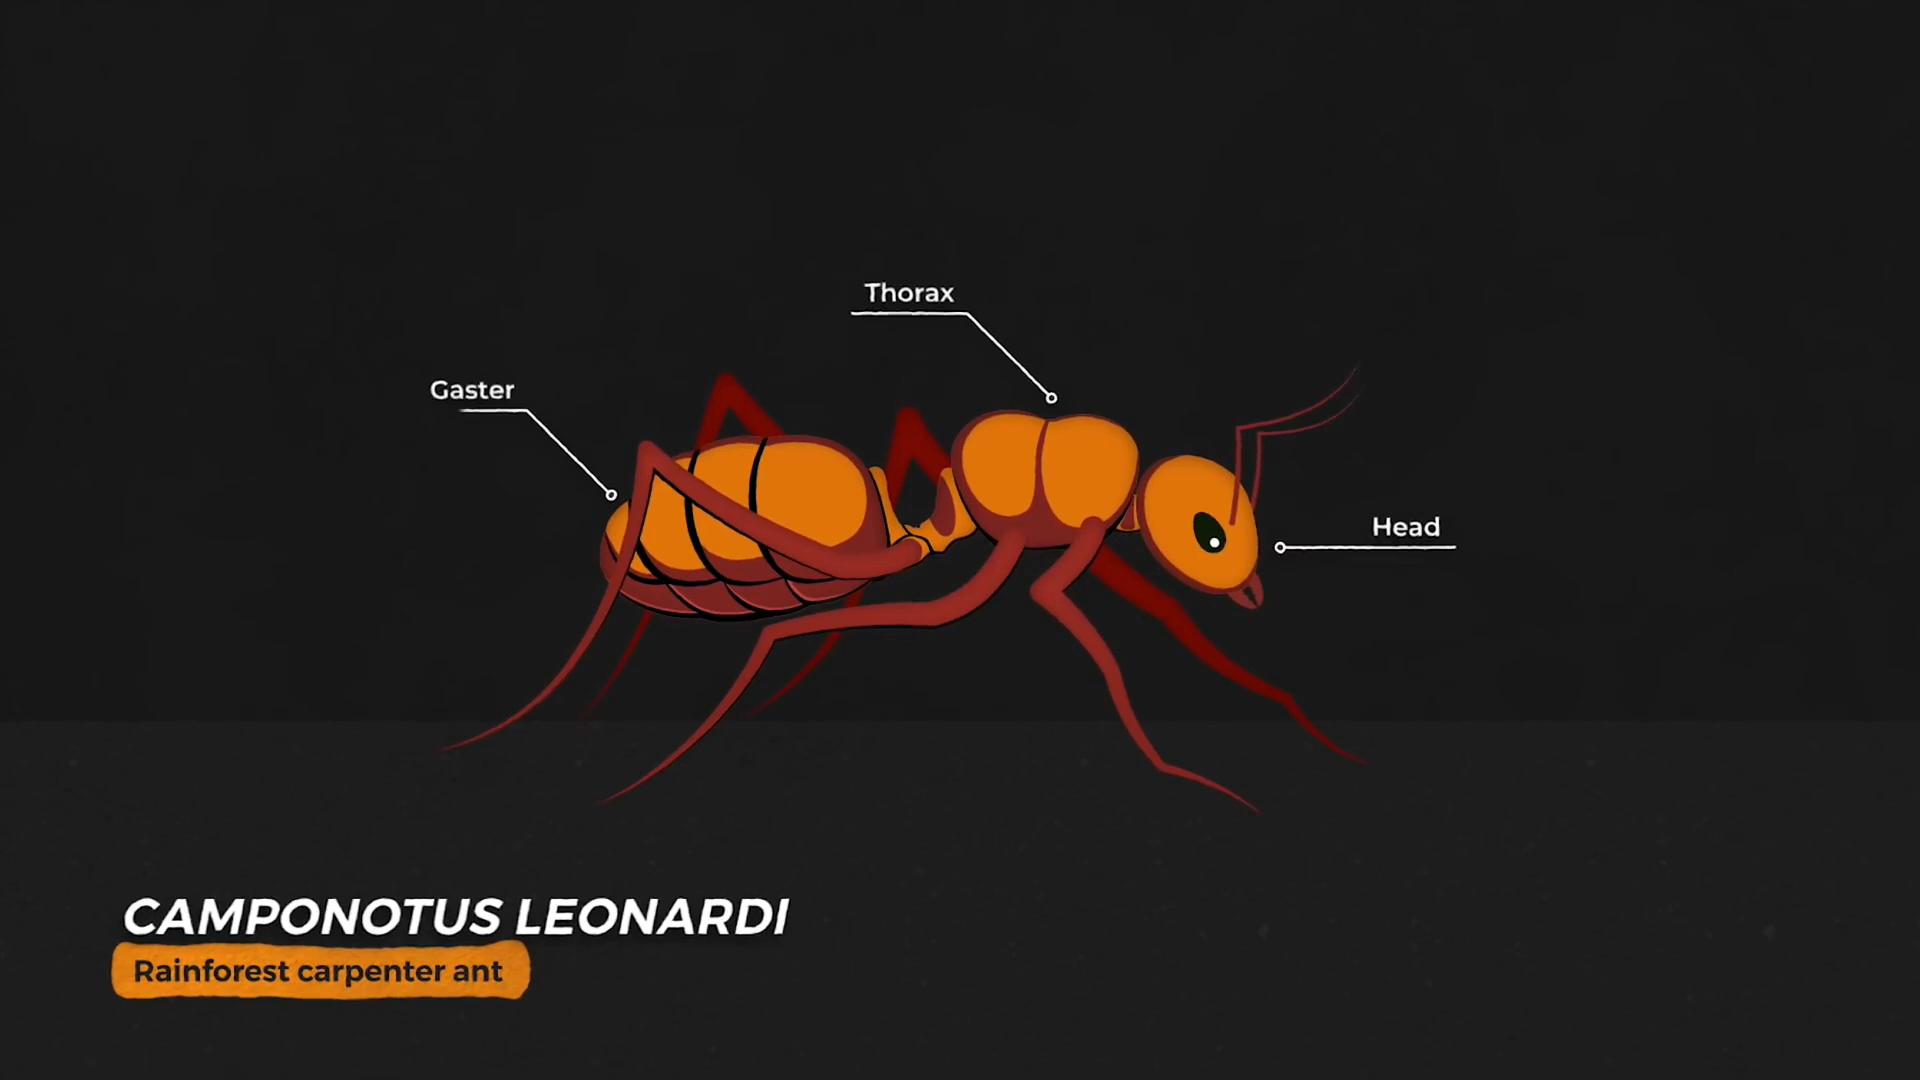 Thorax
Gaster
Head
CAMPONOTUS LEONARDI
Rainforest carpenter ant